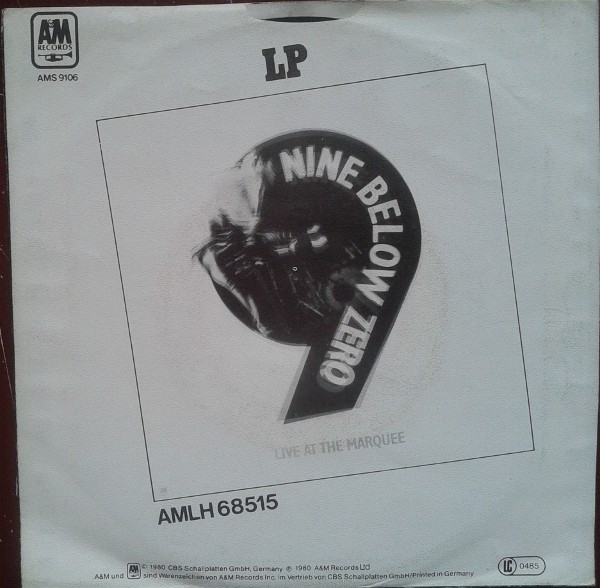 A&M
RECORDS
AMS 9106
LP
NINE BELOW ZERO
LIVE AT THE MARQUEE
AMLH 68515
© 1980 CBS Schallplatten GmbH, Germany ℗ 1980 A&M Records Ltd
A&M und A&M sind Warenzeichen von A&M Records Inc. im Vertrieb von CBS Schallplatten GmbH/Printed in Germany
LC 0485